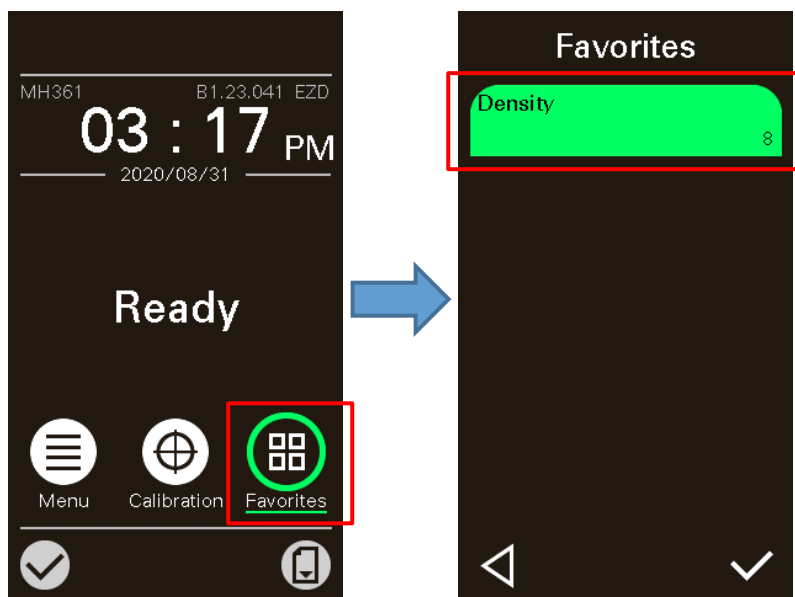 MH361 B1.23.041 EZD
03 : 17 PM
2020/08/31
Ready
Menu Calibration Favorites
Favorites
Density
8